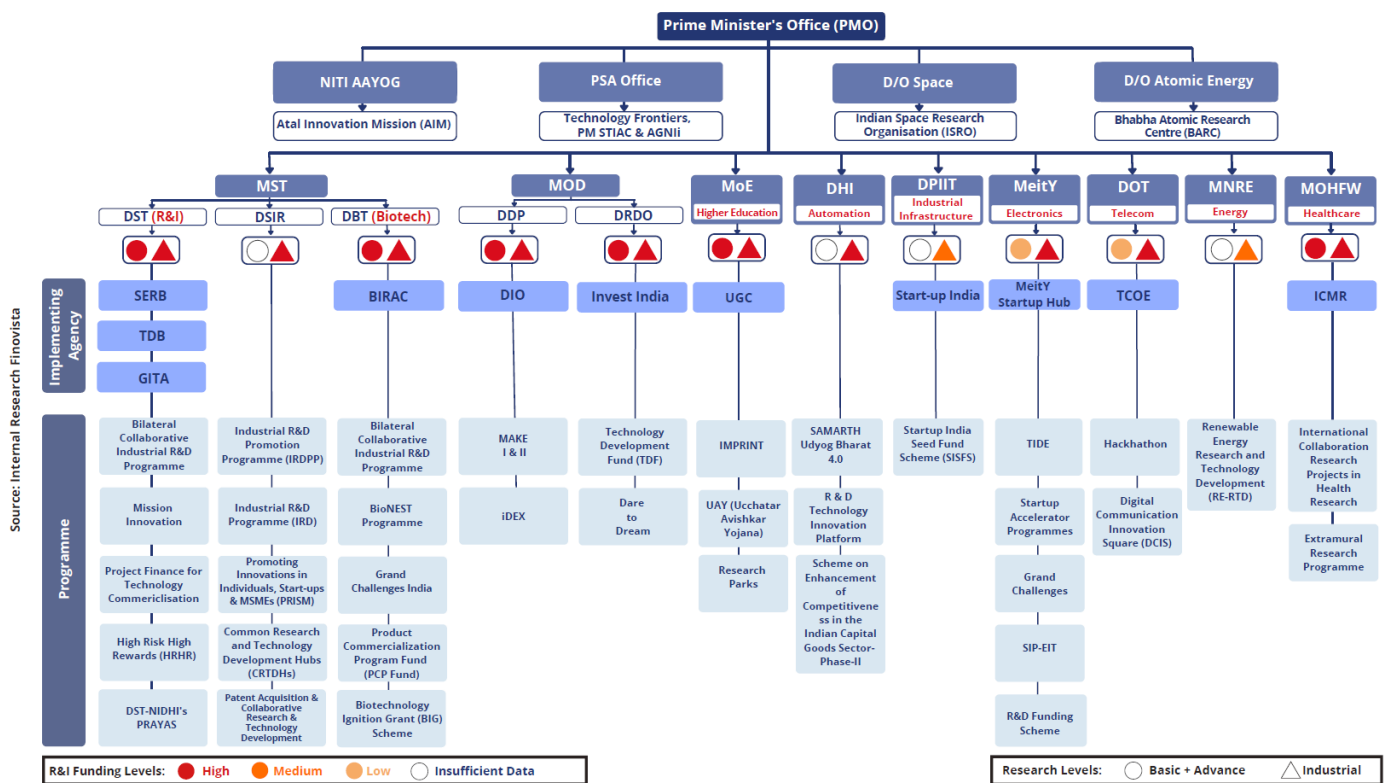 Prime Minister's Office (PMO)
NITI AAYOG
PSA Office
D/O Space
D/O Atomic Energy
Atal Innovation Mission (AIM)
Technology Frontiers,
PM STIAC & AGNIi
Indian Space Research
Organisation (ISRO)
Bhabha Atomic Research
Centre (BARC)
MST
MOD
MoE
Higher Education
DHI
Automation
DPIIT
Industrial
Infrastructure
MeitY
Electronics
DOT
Telecom
MNRE
Energy
MOHFW
Healthcare
DST (R&I)
DSIR
DBT (Biotech)
DDP
DRDO
Source: Internal Research Finovista
Implementing
Agency
SERB
TDB
GITA
BIRAC
DIO
Invest India
UGC
Start-up India
MeitY
Startup Hub
TCOE
ICMR
Programme
Bilateral
Collaborative
Industrial R&D
Programme
Mission
Innovation
Project Finance for
Technology
Commericilisation
High Risk High
Rewards (HRHR)
DST-NIDHI's
PRAYAS
Industrial R&D
Promotion
Programme (IRDPP)
Industrial R&D
Programme (IRD)
Promoting
Innovations in
Individuals, Start-ups
& MSMEs (PRISM)
Common Research
and Technology
Development Hubs
(CRTDHs)
Patent Acquisition &
Collaborative
Research &
Technology
Development
Bilateral
Collaborative
Industrial R&D
Programme
BioNEST
Programme
Grand
Challenges India
Product
Commercialization
Program Fund
(PCP Fund)
Biotechnology
Ignition Grant (BIG)
Scheme
MAKE
I & II
iDEX
Technology
Development
Fund (TDF)
Dare
to
Dream
IMPRINT
UAY (Ucchatar
Avishkar
Yojana)
Research
Parks
SAMARTH
Udyog Bharat
4.0
R & D
Technology
Innovation
Platform
Scheme on
Enhancement
of
Competitivene
ss in the
Indian Capital
Goods Sector-
Phase-II
Startup India
Seed Fund
Scheme (SISFS)
TIDE
Startup
Accelerator
Programmes
Grand
Challenges
SIP-EIT
R&D Funding
Scheme
Hackhathon
Digital
Communication
Innovation
Square (DCIS)
Renewable
Energy
Research and
Technology
Development
(RE-RTD)
International
Collaboration
Research
Projects in
Health
Research
Extramural
Research
Programme
R&I Funding Levels: High Medium Low Insufficient Data
Research Levels: Basic + Advance Industrial